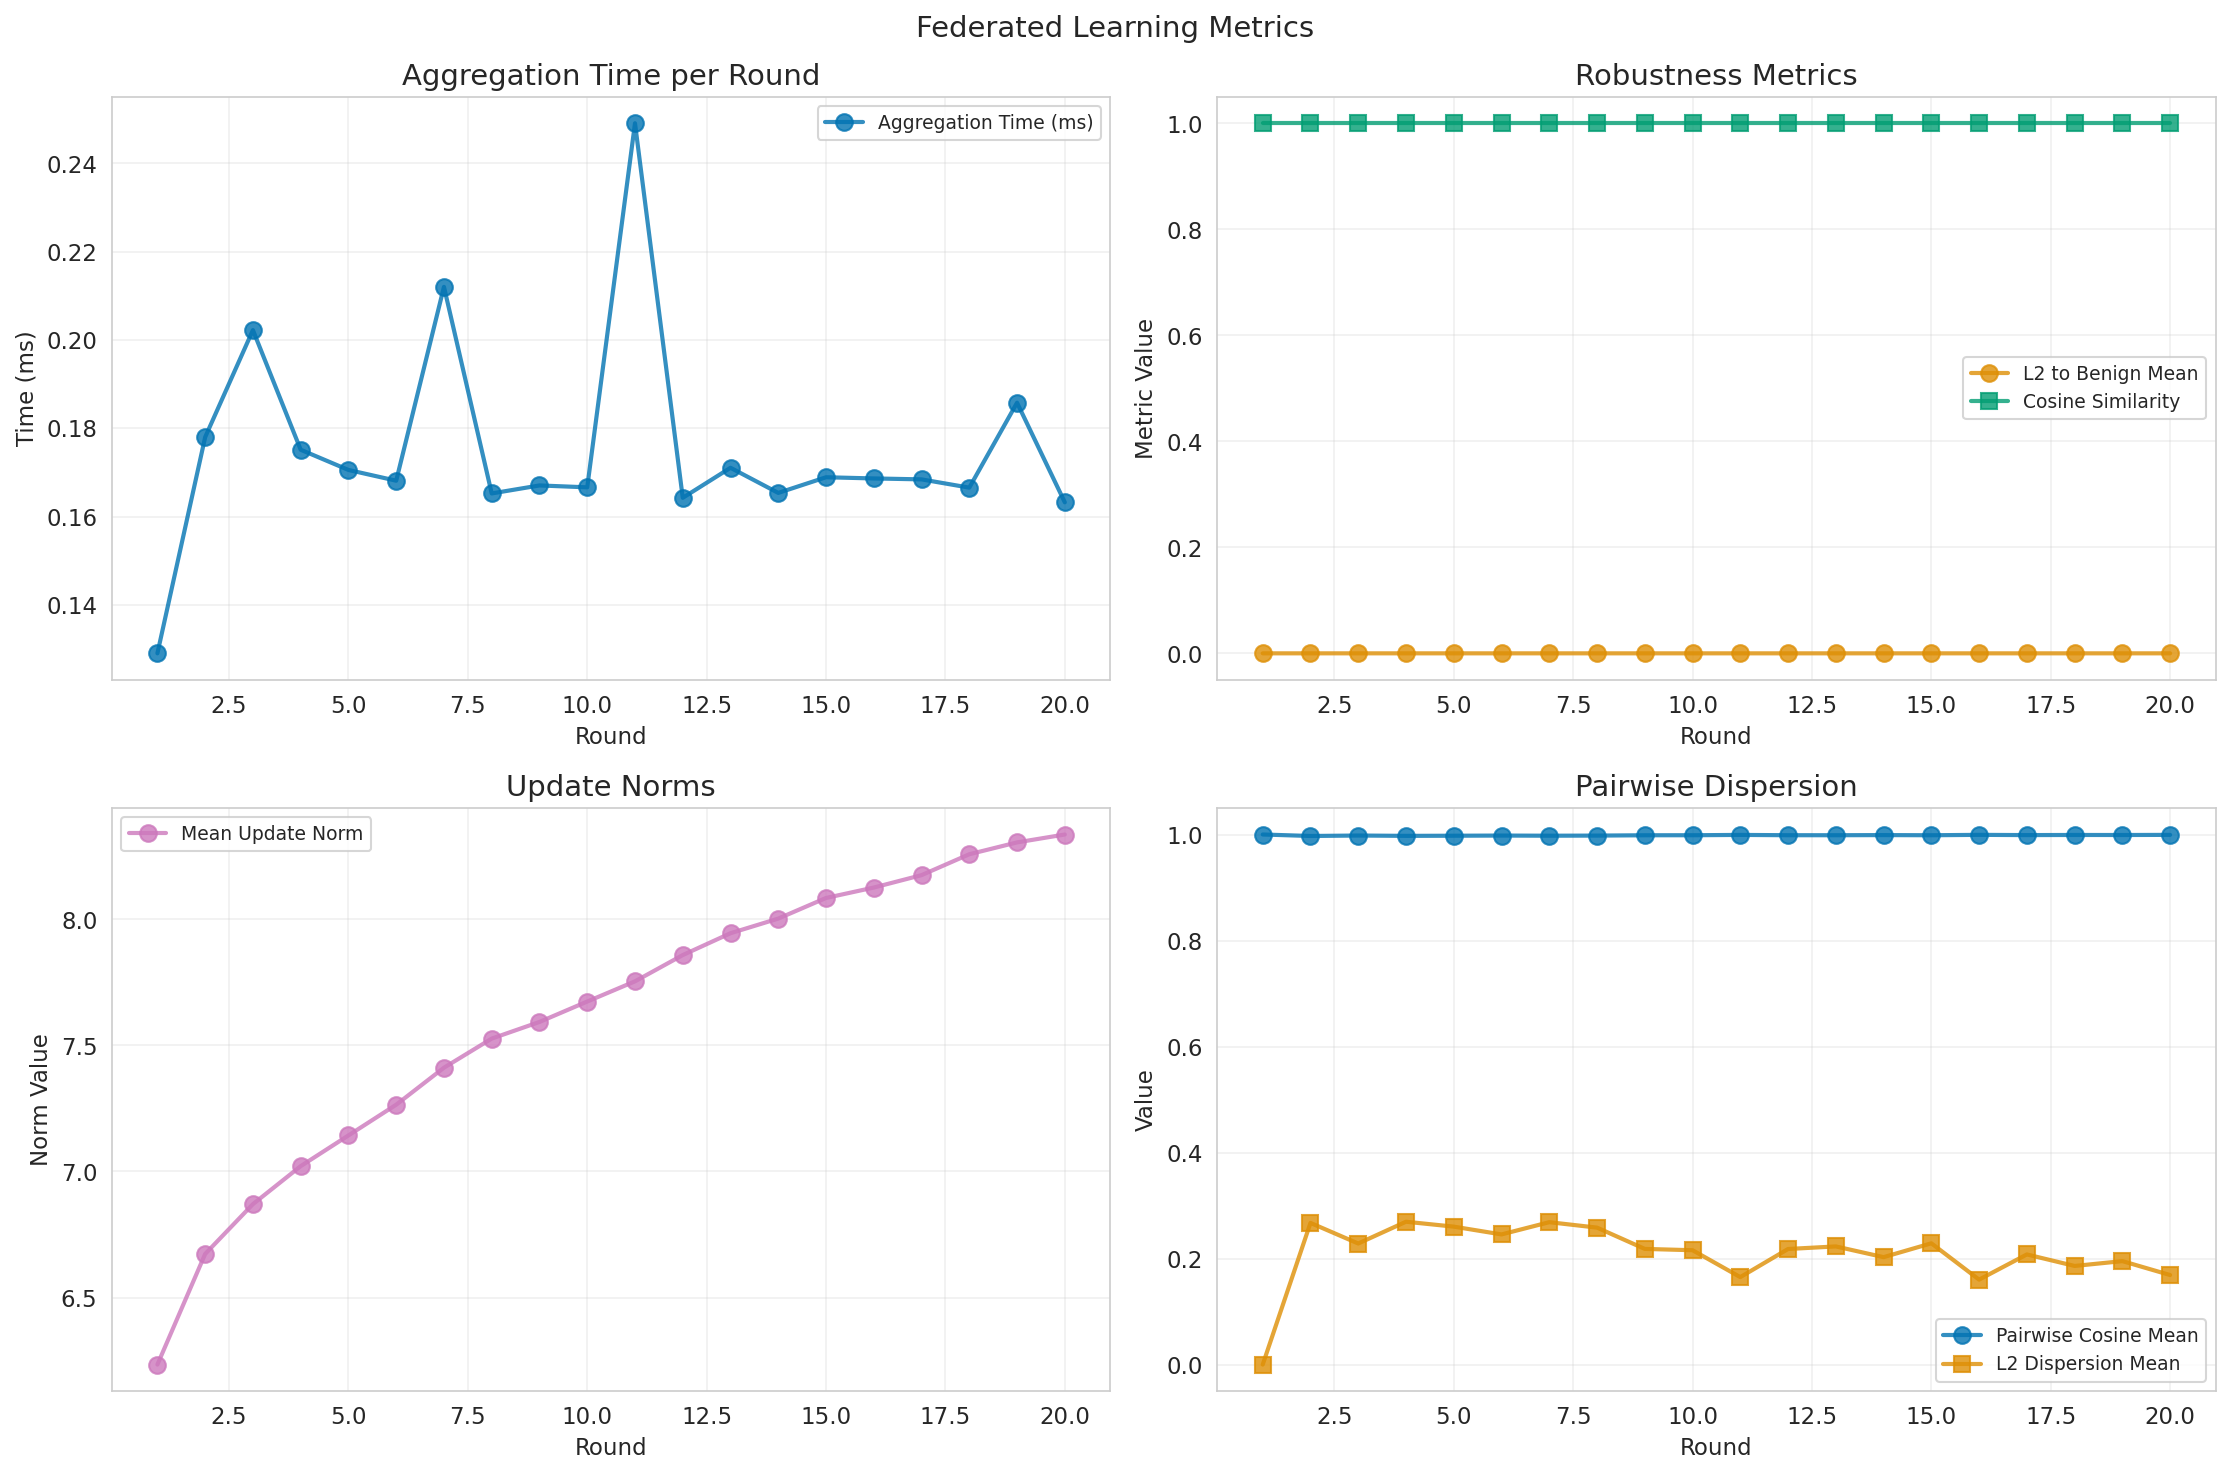 Federated Learning Metrics
Aggregation Time per Round
Aggregation Time (ms)
Time (ms)
0.24
0.22
0.20
0.18
0.16
0.14
2.5 5.0 7.5 10.0 12.5 15.0 17.5 20.0
Round
Robustness Metrics
L2 to Benign Mean
Cosine Similarity
Metric Value
1.0
0.8
0.6
0.4
0.2
0.0
2.5 5.0 7.5 10.0 12.5 15.0 17.5 20.0
Round
Update Norms
Mean Update Norm
Norm Value
8.0
7.5
7.0
6.5
2.5 5.0 7.5 10.0 12.5 15.0 17.5 20.0
Round
Pairwise Dispersion
Value
1.0
0.8
0.6
0.4
0.2
0.0
Pairwise Cosine Mean
L2 Dispersion Mean
2.5 5.0 7.5 10.0 12.5 15.0 17.5 20.0
Round